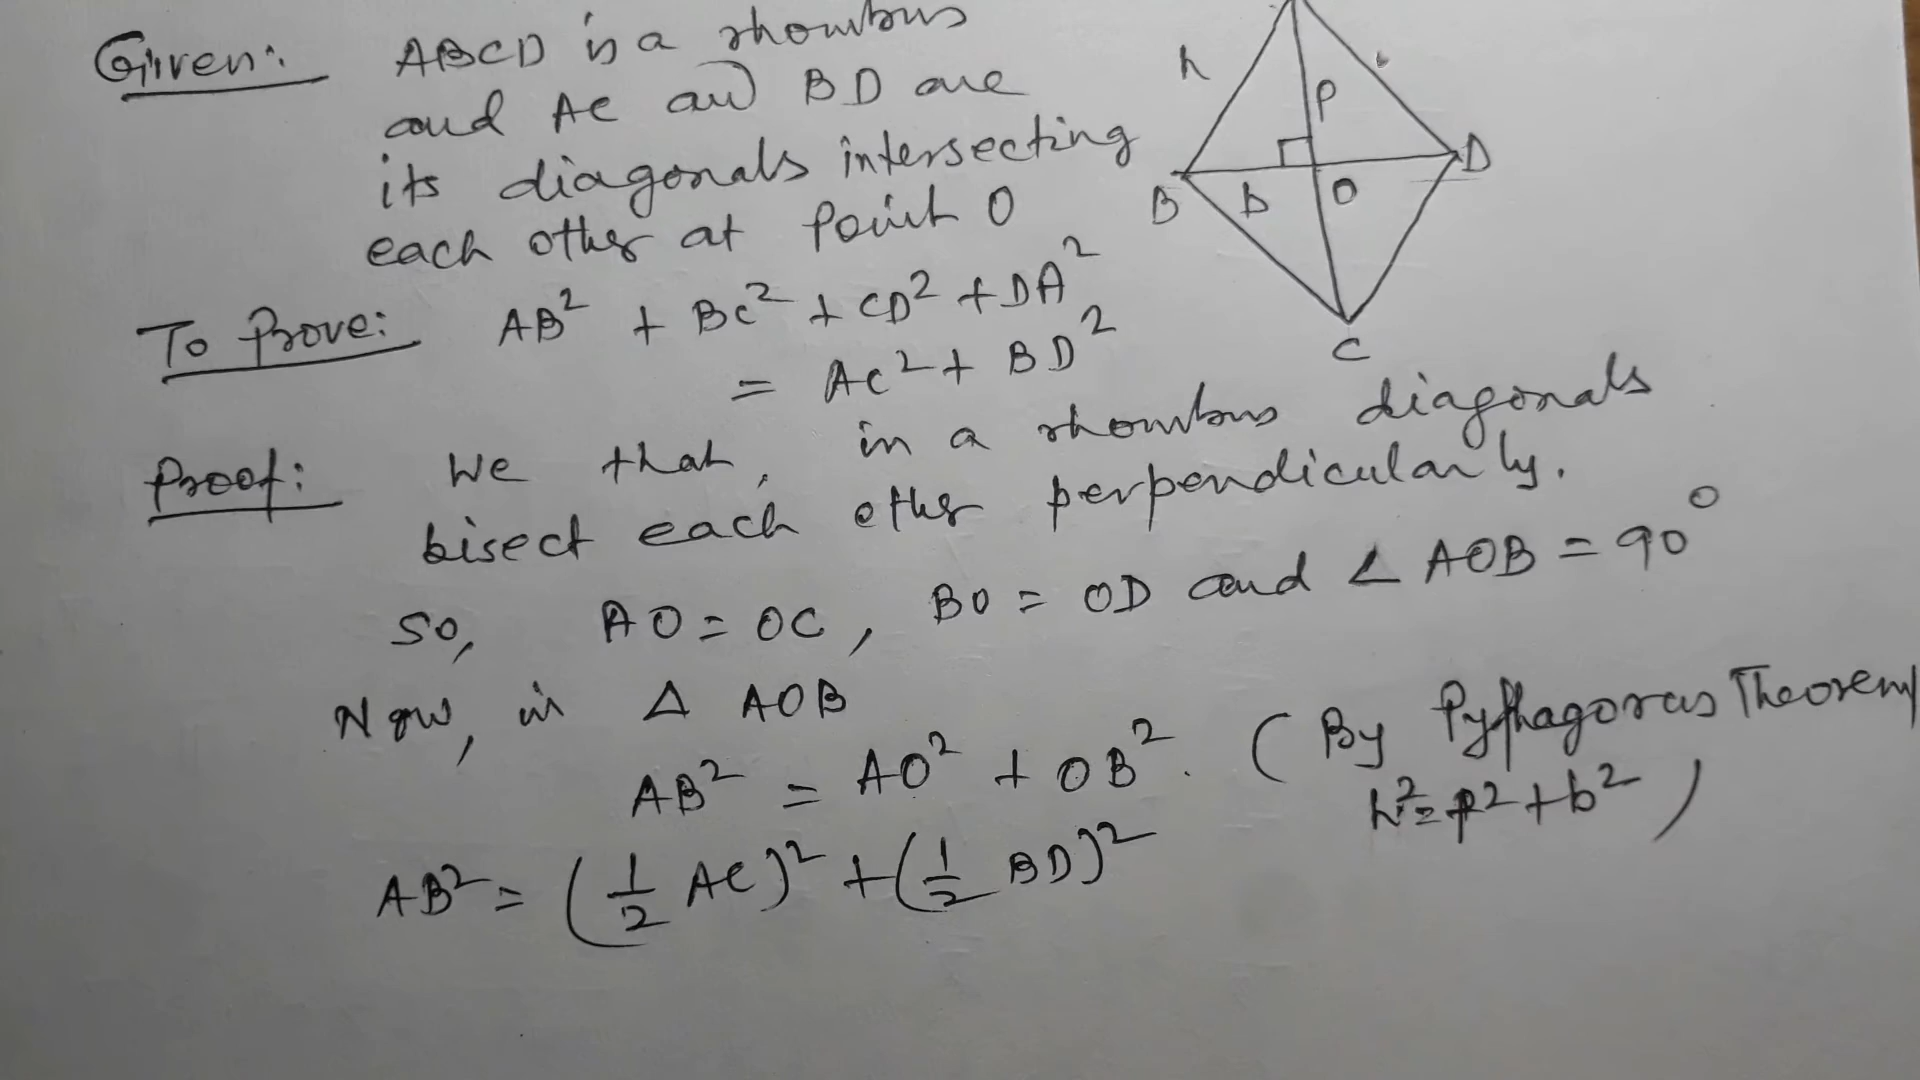 Given: ABCD is a rhombus
and AC and BD are
its diagonals intersecting
each other at Point O
To Prove: AB² + BC² + CD² + DA²
= AC² + BD²
Proof: We that, in a rhombus diagonals
bisect each other perpendicularly.
So, AO = OC, BO = OD and ∠ AOB = 90°
Now, in Δ AOB
AB² = AO² + OB². (By Pythagoras Theorem
h² = p² + b²)
AB² = (1/2 AC)² + (1/2 BD)²
h
P
B
b
O
D
C